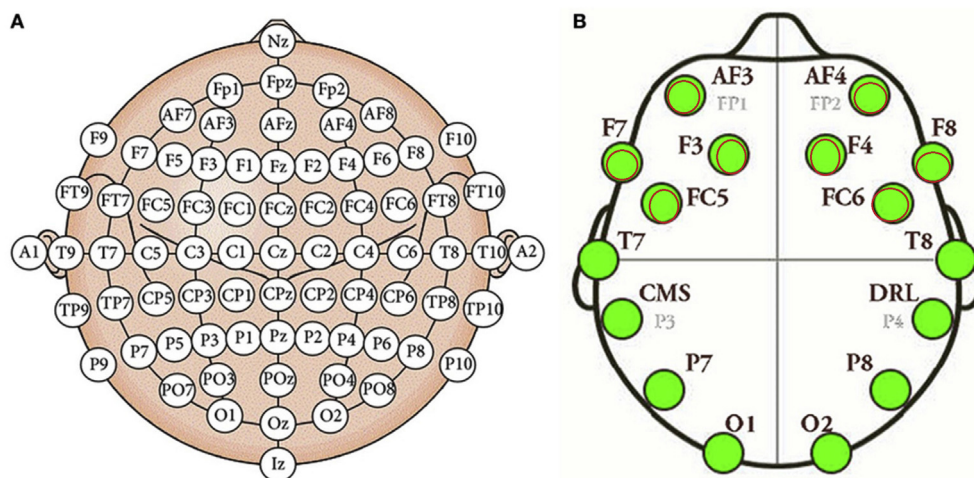 A
Nz
Fp1 Fpz Fp2
AF7 AF3 AFz AF4 AF8
F9 F7 F5 F3 F1 Fz F2 F4 F6 F8 F10
FT9 FT7 FC5 FC3 FC1 FCz FC2 FC4 FC6 FT8 FT10
A1 T9 T7 C5 C3 C1 Cz C2 C4 C6 T8 T10 A2
TP9 TP7 CP5 CP3 CP1 CPz CP2 CP4 CP6 TP8 TP10
P9 P7 P5 P3 P1 Pz P2 P4 P6 P8 P10
PO7 PO3 POz PO4 PO8
O1 Oz O2
Iz
B
AF3 AF4
FP1 FP2
F7 F3 F4 F8
FC5 FC6
T7 T8
CMS DRL
P3 P4
P7 P8
O1 O2